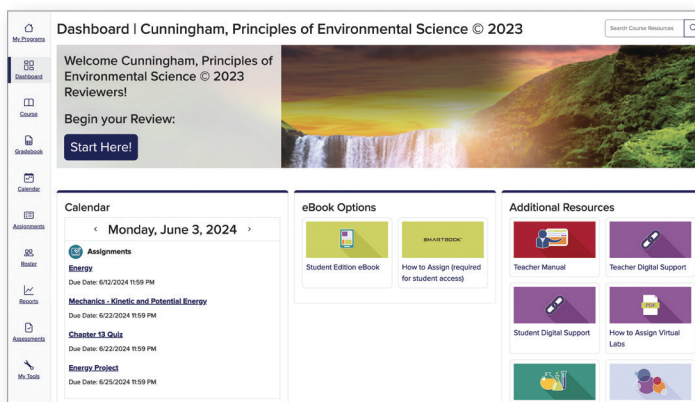 Dashboard | Cunningham, Principles of Environmental Science © 2023
Search Course Resources
My Programs
Dashboard
Course
Gradebook
Calendar
Assignments
Roster
Reports
Assessments
My Tools
Welcome Cunningham, Principles of
Environmental Science © 2023
Reviewers!
Begin your Review:
Start Here!
Calendar
‹ Monday, June 3, 2024 ›
Assignments
Energy
Due Date: 6/12/2024 11:59 PM
Mechanics - Kinetic and Potential Energy
Due Date: 6/22/2024 11:59 PM
Chapter 13 Quiz
Due Date: 6/22/2024 11:59 PM
Energy Project
Due Date: 6/25/2024 11:59 PM
eBook Options
Student Edition eBook
SMARTBOOK
How to Assign (required
for student access)
Additional Resources
Teacher Manual
Teacher Digital Support
Student Digital Support
PDF
How to Assign Virtual
Labs